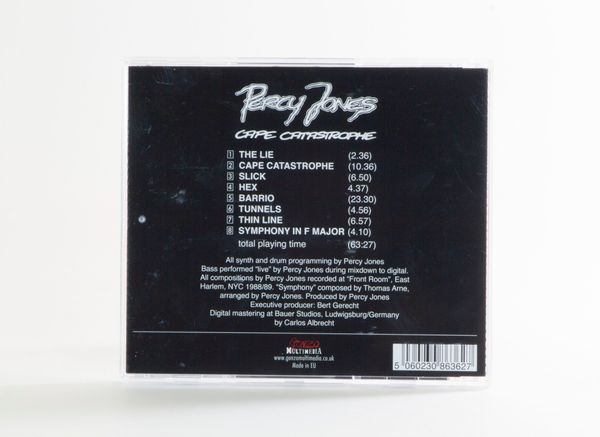 PERCY JONES
CAPE CATASTROPHE
1 THE LIE (2.36)
2 CAPE CATASTROPHE (10.36)
3 SLICK (6.50)
4 HEX 4.37)
5 BARRIO (23.30)
6 TUNNELS (4.56)
7 THIN LINE (6.57)
8 SYMPHONY IN F MAJOR (4.10)
total playing time (63:27)
All synth and drum programming by Percy Jones
Bass performed "live" by Percy Jones during mixdown to digital.
All compositions by Percy Jones recorded at "Front Room", East
Harlem, NYC 1988/89. "Symphony" composed by Thomas Arne,
arranged by Percy Jones. Produced by Percy Jones
Executive producer: Bert Gerecht
Digital mastering at Bauer Studios, Ludwigsburg/Germany
by Carlos Albrecht
GONZO
MULTIMEDIA
www.gonzomultimedia.co.uk
Made in EU
5 060230 863627